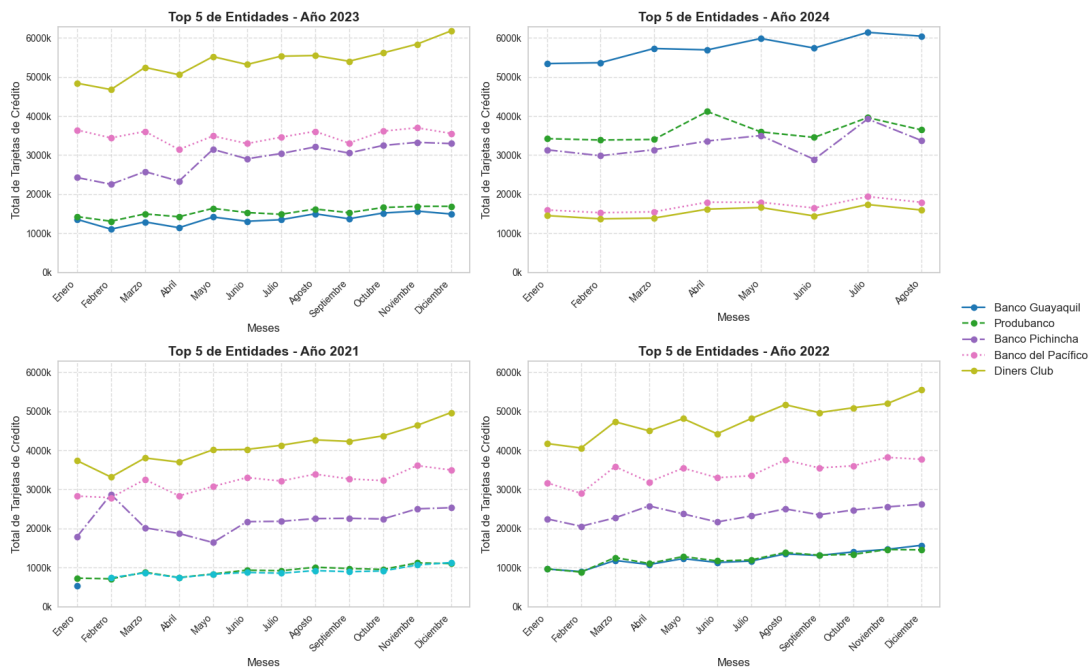 Top 5 de Entidades - Año 2023
Total de Tarjetas de Crédito
6000k
5000k
4000k
3000k
2000k
1000k
0k
Enero
Febrero
Marzo
Abril
Mayo
Junio
Julio
Agosto
Septiembre
Octubre
Noviembre
Diciembre
Meses
Top 5 de Entidades - Año 2024
Total de Tarjetas de Crédito
6000k
5000k
4000k
3000k
2000k
1000k
0k
Enero
Febrero
Marzo
Abril
Mayo
Junio
Julio
Agosto
Meses
Banco Guayaquil
Produbanco
Banco Pichincha
Banco del Pacífico
Diners Club
Top 5 de Entidades - Año 2021
Total de Tarjetas de Crédito
6000k
5000k
4000k
3000k
2000k
1000k
0k
Enero
Febrero
Marzo
Abril
Mayo
Junio
Julio
Agosto
Septiembre
Octubre
Noviembre
Diciembre
Meses
Top 5 de Entidades - Año 2022
Total de Tarjetas de Crédito
6000k
5000k
4000k
3000k
2000k
1000k
0k
Enero
Febrero
Marzo
Abril
Mayo
Junio
Julio
Agosto
Septiembre
Octubre
Noviembre
Diciembre
Meses